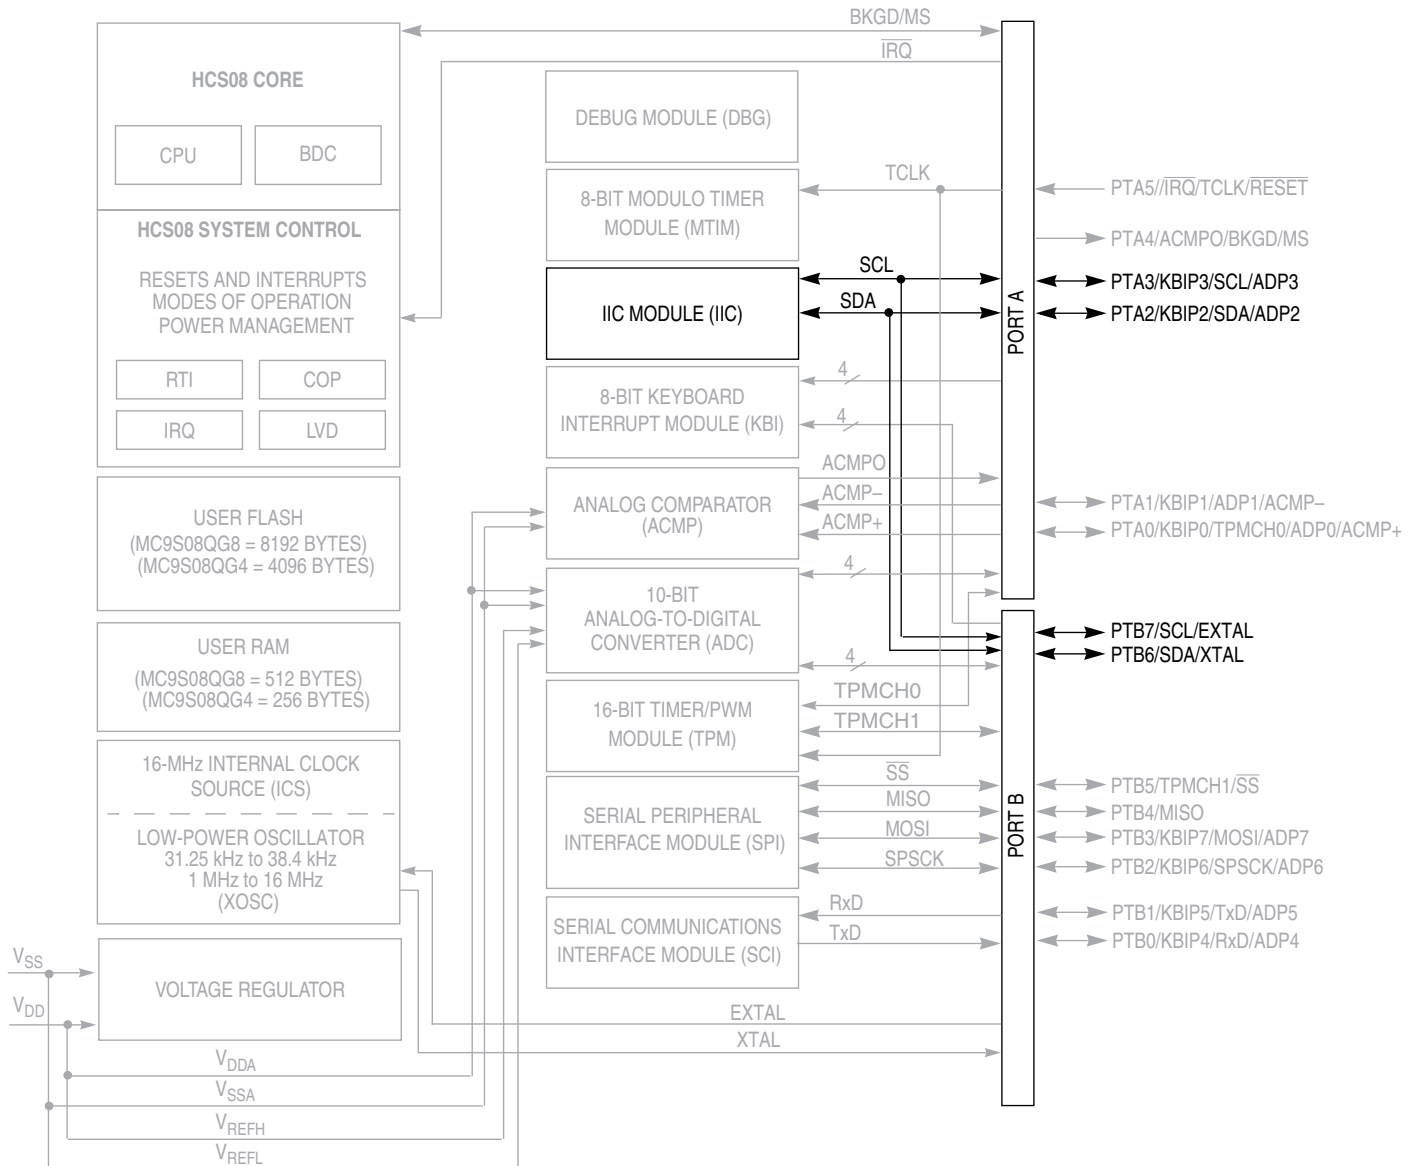 BKGD/MS
IRQ
HCS08 CORE
CPU
BDC
HCS08 SYSTEM CONTROL
RESETS AND INTERRUPTS
MODES OF OPERATION
POWER MANAGEMENT
RTI
COP
IRQ
LVD
USER FLASH
(MC9S08QG8 = 8192 BYTES)
(MC9S08QG4 = 4096 BYTES)
USER RAM
(MC9S08QG8 = 512 BYTES)
(MC9S08QG4 = 256 BYTES)
16-MHz INTERNAL CLOCK
SOURCE (ICS)
LOW-POWER OSCILLATOR
31.25 kHz to 38.4 kHz
1 MHz to 16 MHz
(XOSC)
VSS
VDD
VOLTAGE REGULATOR
VDDA
VSSA
VREFH
VREFL
DEBUG MODULE (DBG)
8-BIT MODULO TIMER
MODULE (MTIM)
TCLK
IIC MODULE (IIC)
SCL
SDA
8-BIT KEYBOARD
INTERRUPT MODULE (KBI)
4
4
ANALOG COMPARATOR
(ACMP)
ACMPO
ACMP–
ACMP+
10-BIT
ANALOG-TO-DIGITAL
CONVERTER (ADC)
4
4
16-BIT TIMER/PWM
MODULE (TPM)
TPMCH0
TPMCH1
SERIAL PERIPHERAL
INTERFACE MODULE (SPI)
SS
MISO
MOSI
SPSCK
SERIAL COMMUNICATIONS
INTERFACE MODULE (SCI)
RxD
TxD
EXTAL
XTAL
PORT A
PTA5//IRQ/TCLK/RESET
PTA4/ACMPO/BKGD/MS
PTA3/KBIP3/SCL/ADP3
PTA2/KBIP2/SDA/ADP2
PTA1/KBIP1/ADP1/ACMP–
PTA0/KBIP0/TPMCH0/ADP0/ACMP+
PORT B
PTB7/SCL/EXTAL
PTB6/SDA/XTAL
PTB5/TPMCH1/SS
PTB4/MISO
PTB3/KBIP7/MOSI/ADP7
PTB2/KBIP6/SPSCK/ADP6
PTB1/KBIP5/TxD/ADP5
PTB0/KBIP4/RxD/ADP4